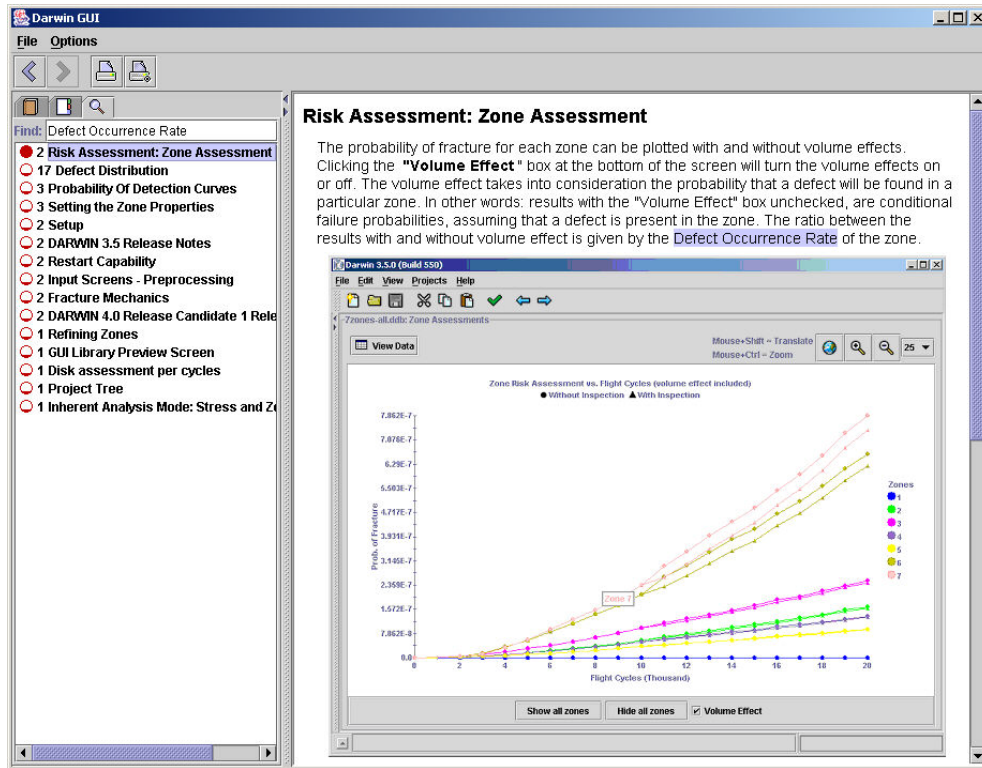 Darwin GUI
File Options
Find: Defect Occurrence Rate
2 Risk Assessment: Zone Assessment
17 Defect Distribution
3 Probability Of Detection Curves
3 Setting the Zone Properties
2 Setup
2 DARWIN 3.5 Release Notes
2 Restart Capability
2 Input Screens - Preprocessing
2 Fracture Mechanics
2 DARWIN 4.0 Release Candidate 1 Rele
1 Refining Zones
1 GUI Library Preview Screen
1 Disk assessment per cycles
1 Project Tree
1 Inherent Analysis Mode: Stress and Zo
Risk Assessment: Zone Assessment
The probability of fracture for each zone can be plotted with and without volume effects.
Clicking the "Volume Effect" box at the bottom of the screen will turn the volume effects on
or off. The volume effect takes into consideration the probability that a defect will be found in a
particular zone. In other words: results with the "Volume Effect" box unchecked, are conditional
failure probabilities, assuming that a defect is present in the zone. The ratio between the
results with and without volume effect is given by the Defect Occurrence Rate of the zone.
Darwin 3.5.0 (Build 550)
File Edit View Projects Help
7zones-all.ddb: Zone Assessments
View Data
Mouse+Shift = Translate
Mouse+Ctrl = Zoom
25
Zone Risk Assessment vs. Flight Cycles (volume effect included)
Without Inspection With Inspection
7.862E-7
7.076E-7
6.29E-7
5.503E-7
4.717E-7
3.931E-7
3.145E-7
2.359E-7
1.572E-7
7.862E-8
0.0
Prob. of Fracture
0 2 4 6 8 10 12 14 16 18 20
Flight Cycles (Thousand)
Zone 7
Zones
1
2
3
4
5
6
7
Show all zones Hide all zones Volume Effect